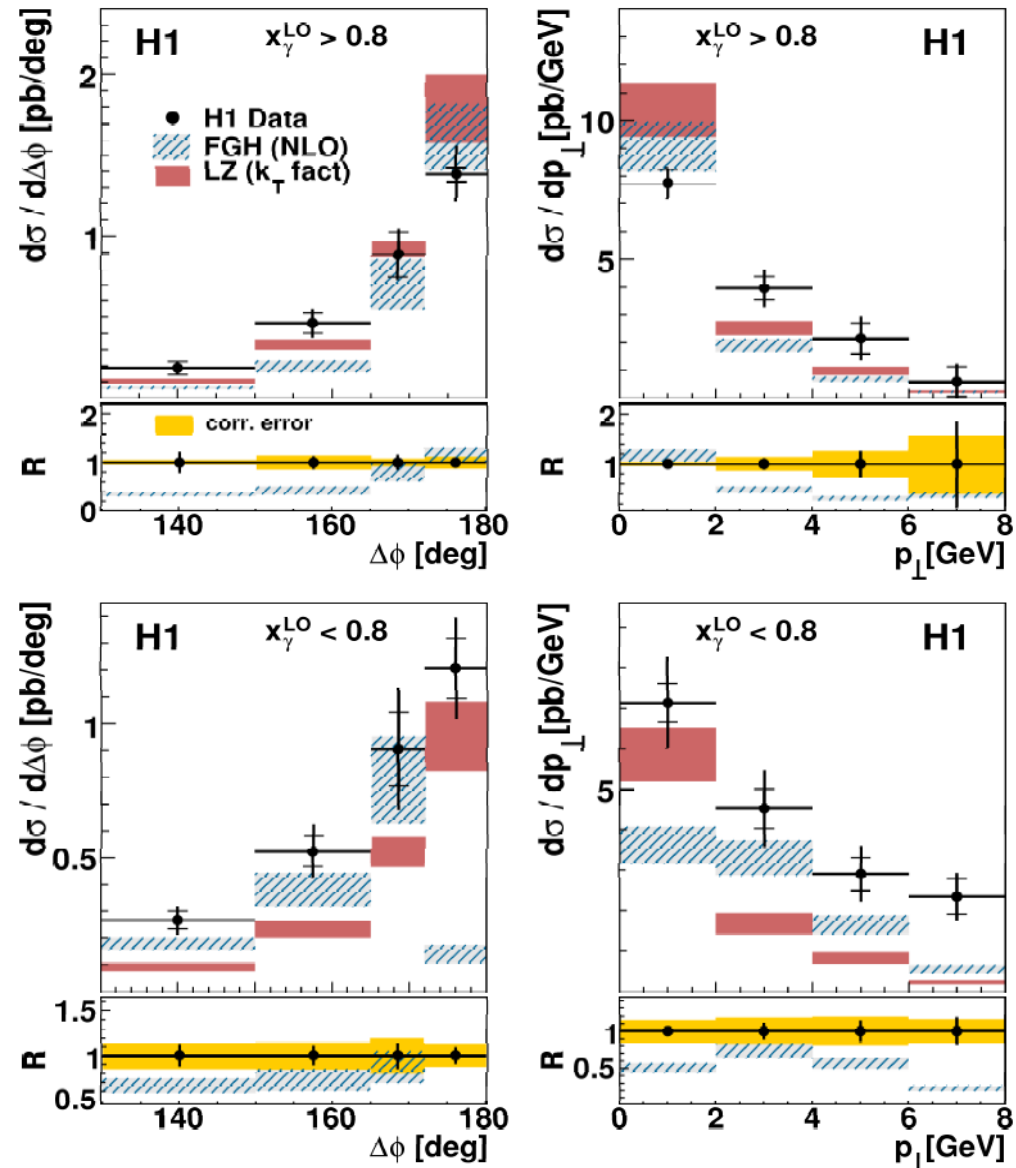 H1 x_γ^LO > 0.8
dσ / dΔϕ [pb/deg]
2
1
H1 Data
FGH (NLO)
LZ (k_T fact)
R
2
1
0
corr. error
140 160 180
Δϕ [deg]
x_γ^LO > 0.8 H1
dσ / dp_⊥ [pb/GeV]
10
5
R
2
1
0 2 4 6 8
p_⊥[GeV]
H1 x_γ^LO < 0.8
dσ / dΔϕ [pb/deg]
1
0.5
R
1.5
1
0.5
140 160 180
Δϕ [deg]
x_γ^LO < 0.8 H1
dσ / dp_⊥ [pb/GeV]
5
R
1
0.5
0 2 4 6 8
p_⊥[GeV]